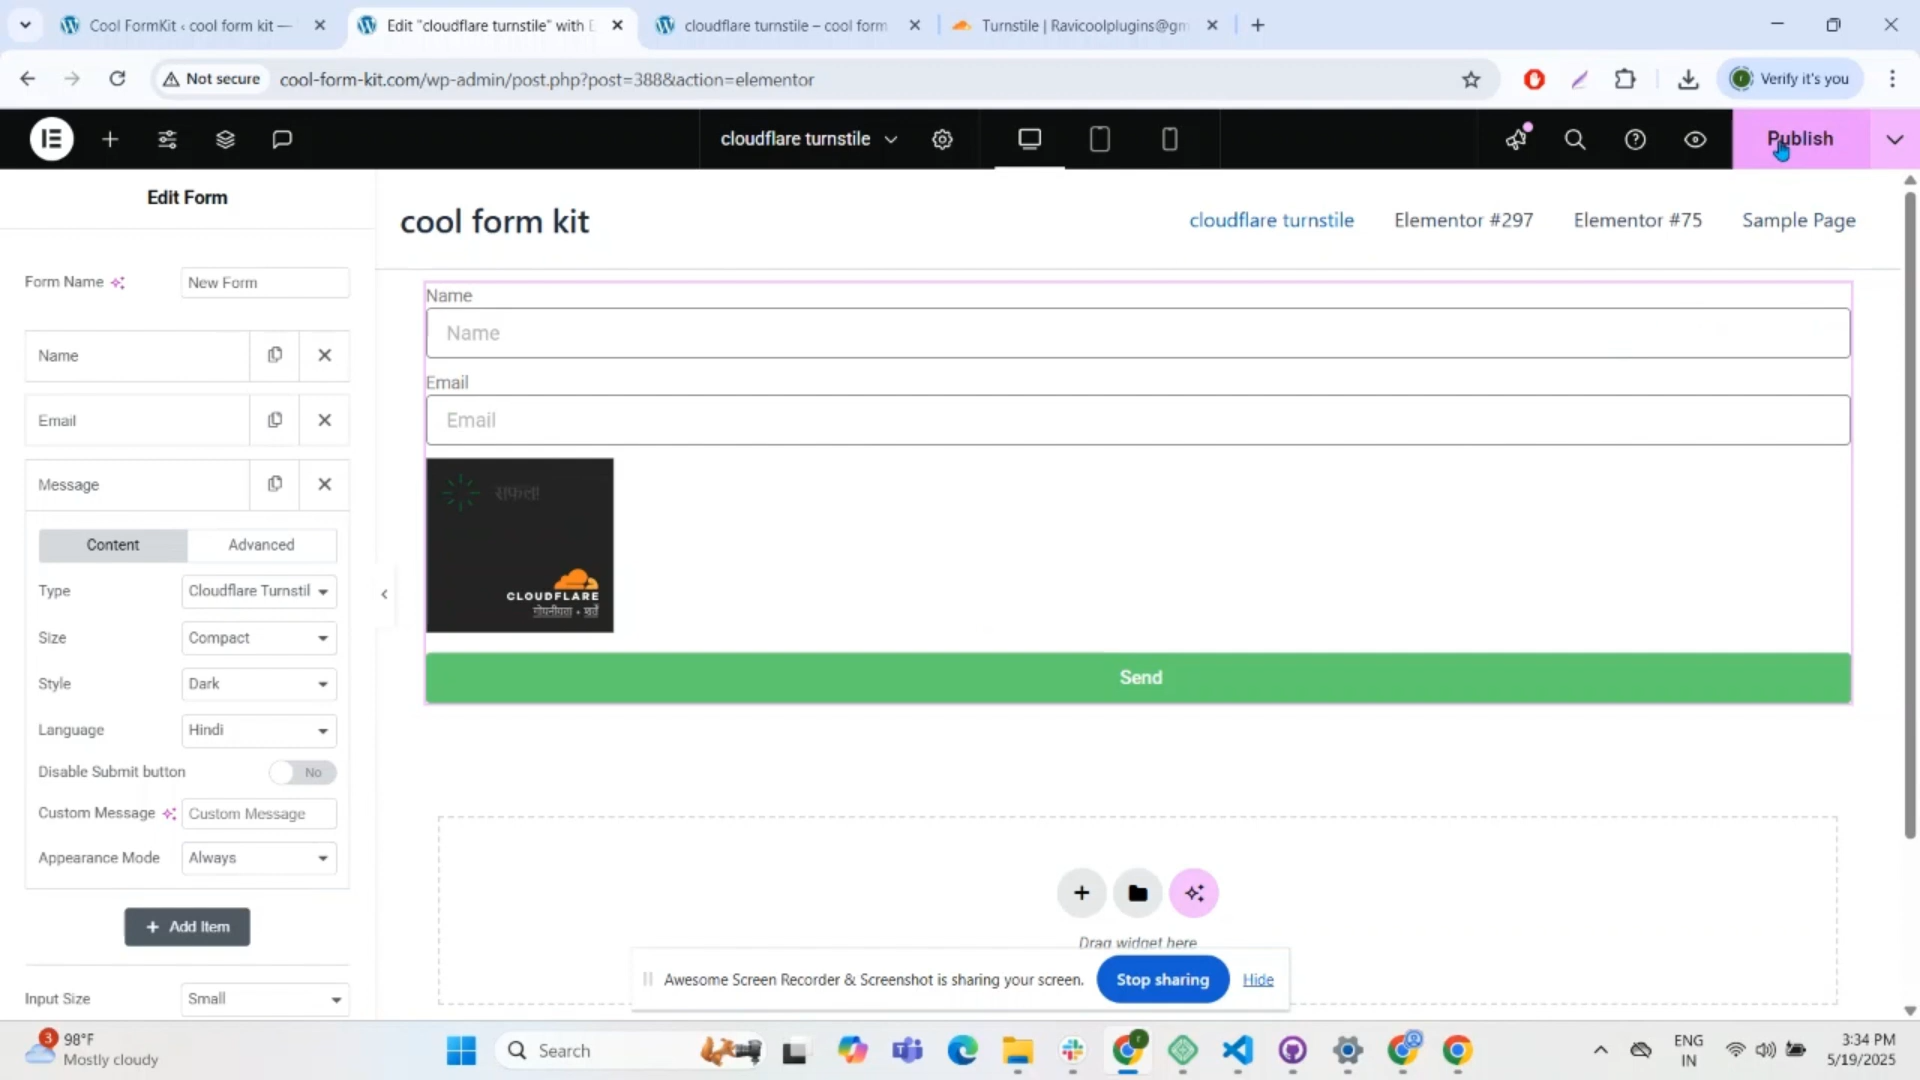 Cool FormKit ‹ cool form kit —
Edit "cloudflare turnstile" with E
cloudflare turnstile – cool form
Turnstile | Ravicoolplugins@gm
Not secure
cool-form-kit.com/wp-admin/post.php?post=388&action=elementor
Verify it's you
cloudflare turnstile
Publish
Edit Form
cool form kit
cloudflare turnstile
Elementor #297
Elementor #75
Sample Page
Form Name
New Form
Name
Name
Name
Email
Email
Email
Message
सफल!
CLOUDFLARE
गोपनीयता • शर्तें
Content
Advanced
Type
Cloudflare Turnstil
Size
Compact
Style
Dark
Send
Language
Hindi
Disable Submit button
No
Custom Message
Custom Message
Appearance Mode
Always
+ Add Item
Drag widget here
Awesome Screen Recorder & Screenshot is sharing your screen.
Stop sharing
Hide
Input Size
Small
3
98°F
Mostly cloudy
Search
ENG
IN
3:34 PM
5/19/2025